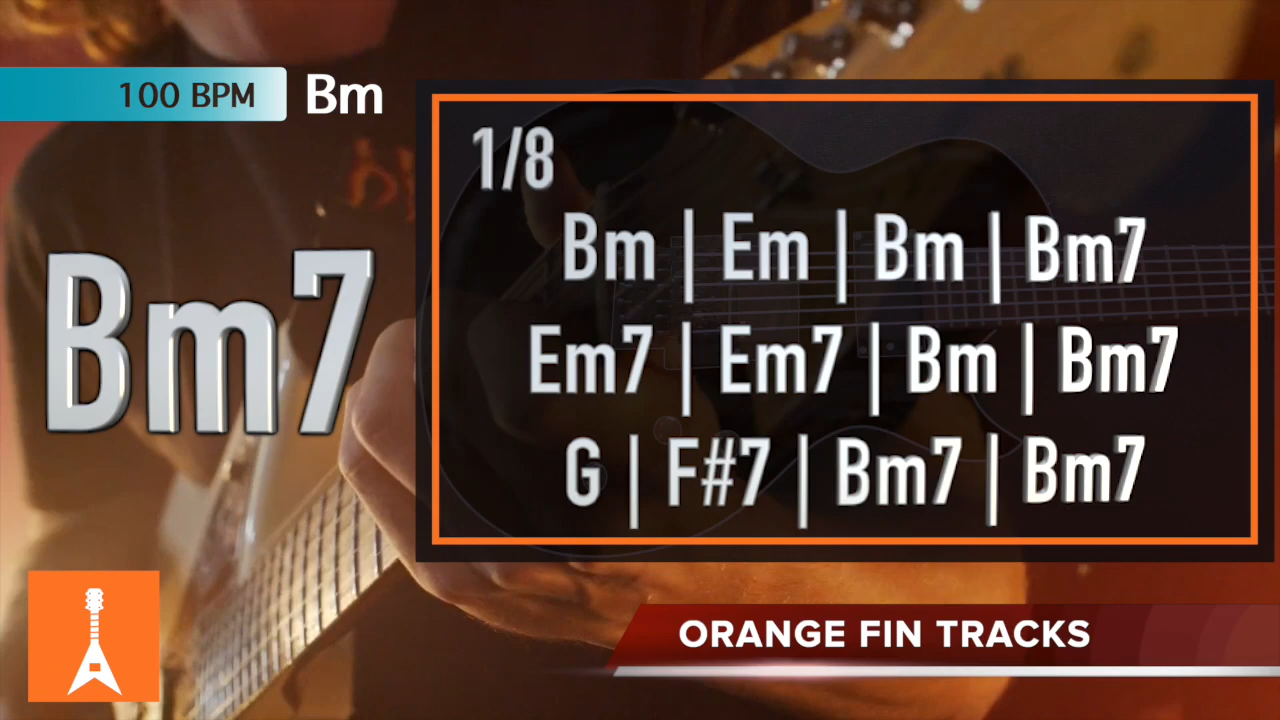 100 BPM Bm
1/8
Bm | Em | Bm | Bm7
Bm7
Em7 | Em7 | Bm | Bm7
G | F#7 | Bm7 | Bm7
ORANGE FIN TRACKS